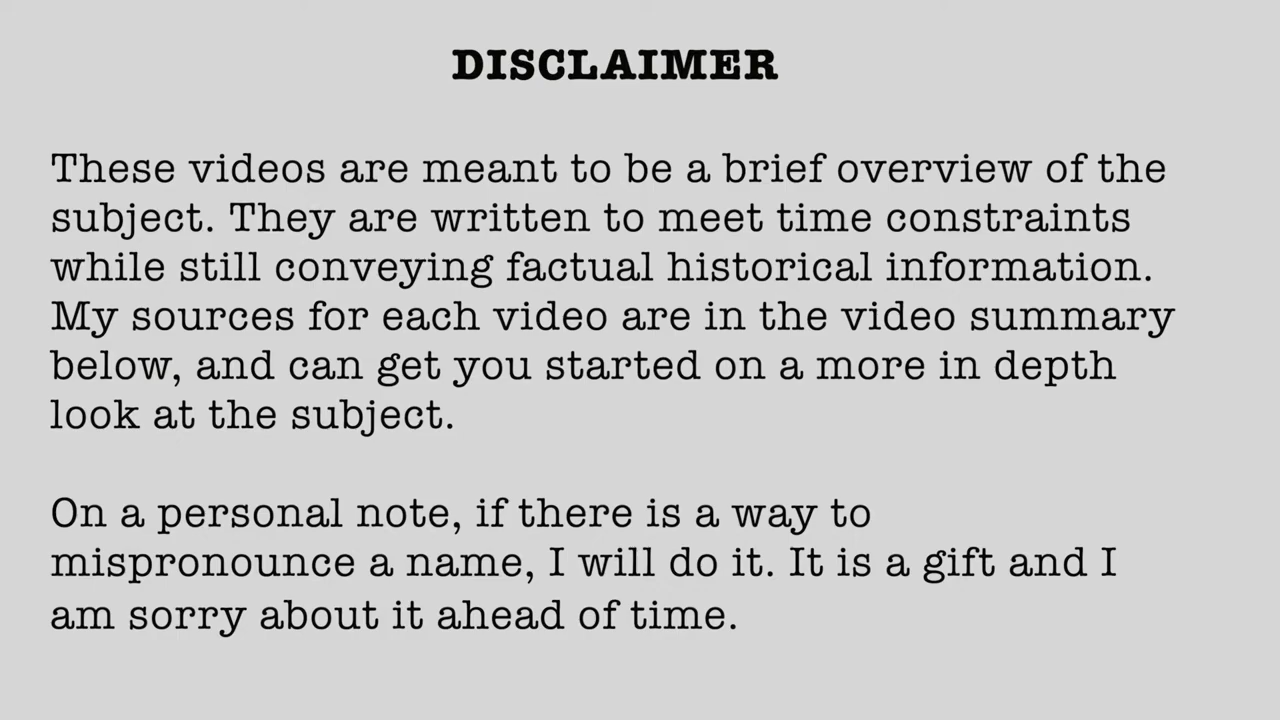 DISCLAIMER
These videos are meant to be a brief overview of the
subject. They are written to meet time constraints
while still conveying factual historical information.
My sources for each video are in the video summary
below, and can get you started on a more in depth
look at the subject.
On a personal note, if there is a way to
mispronounce a name, I will do it. It is a gift and I
am sorry about it ahead of time.